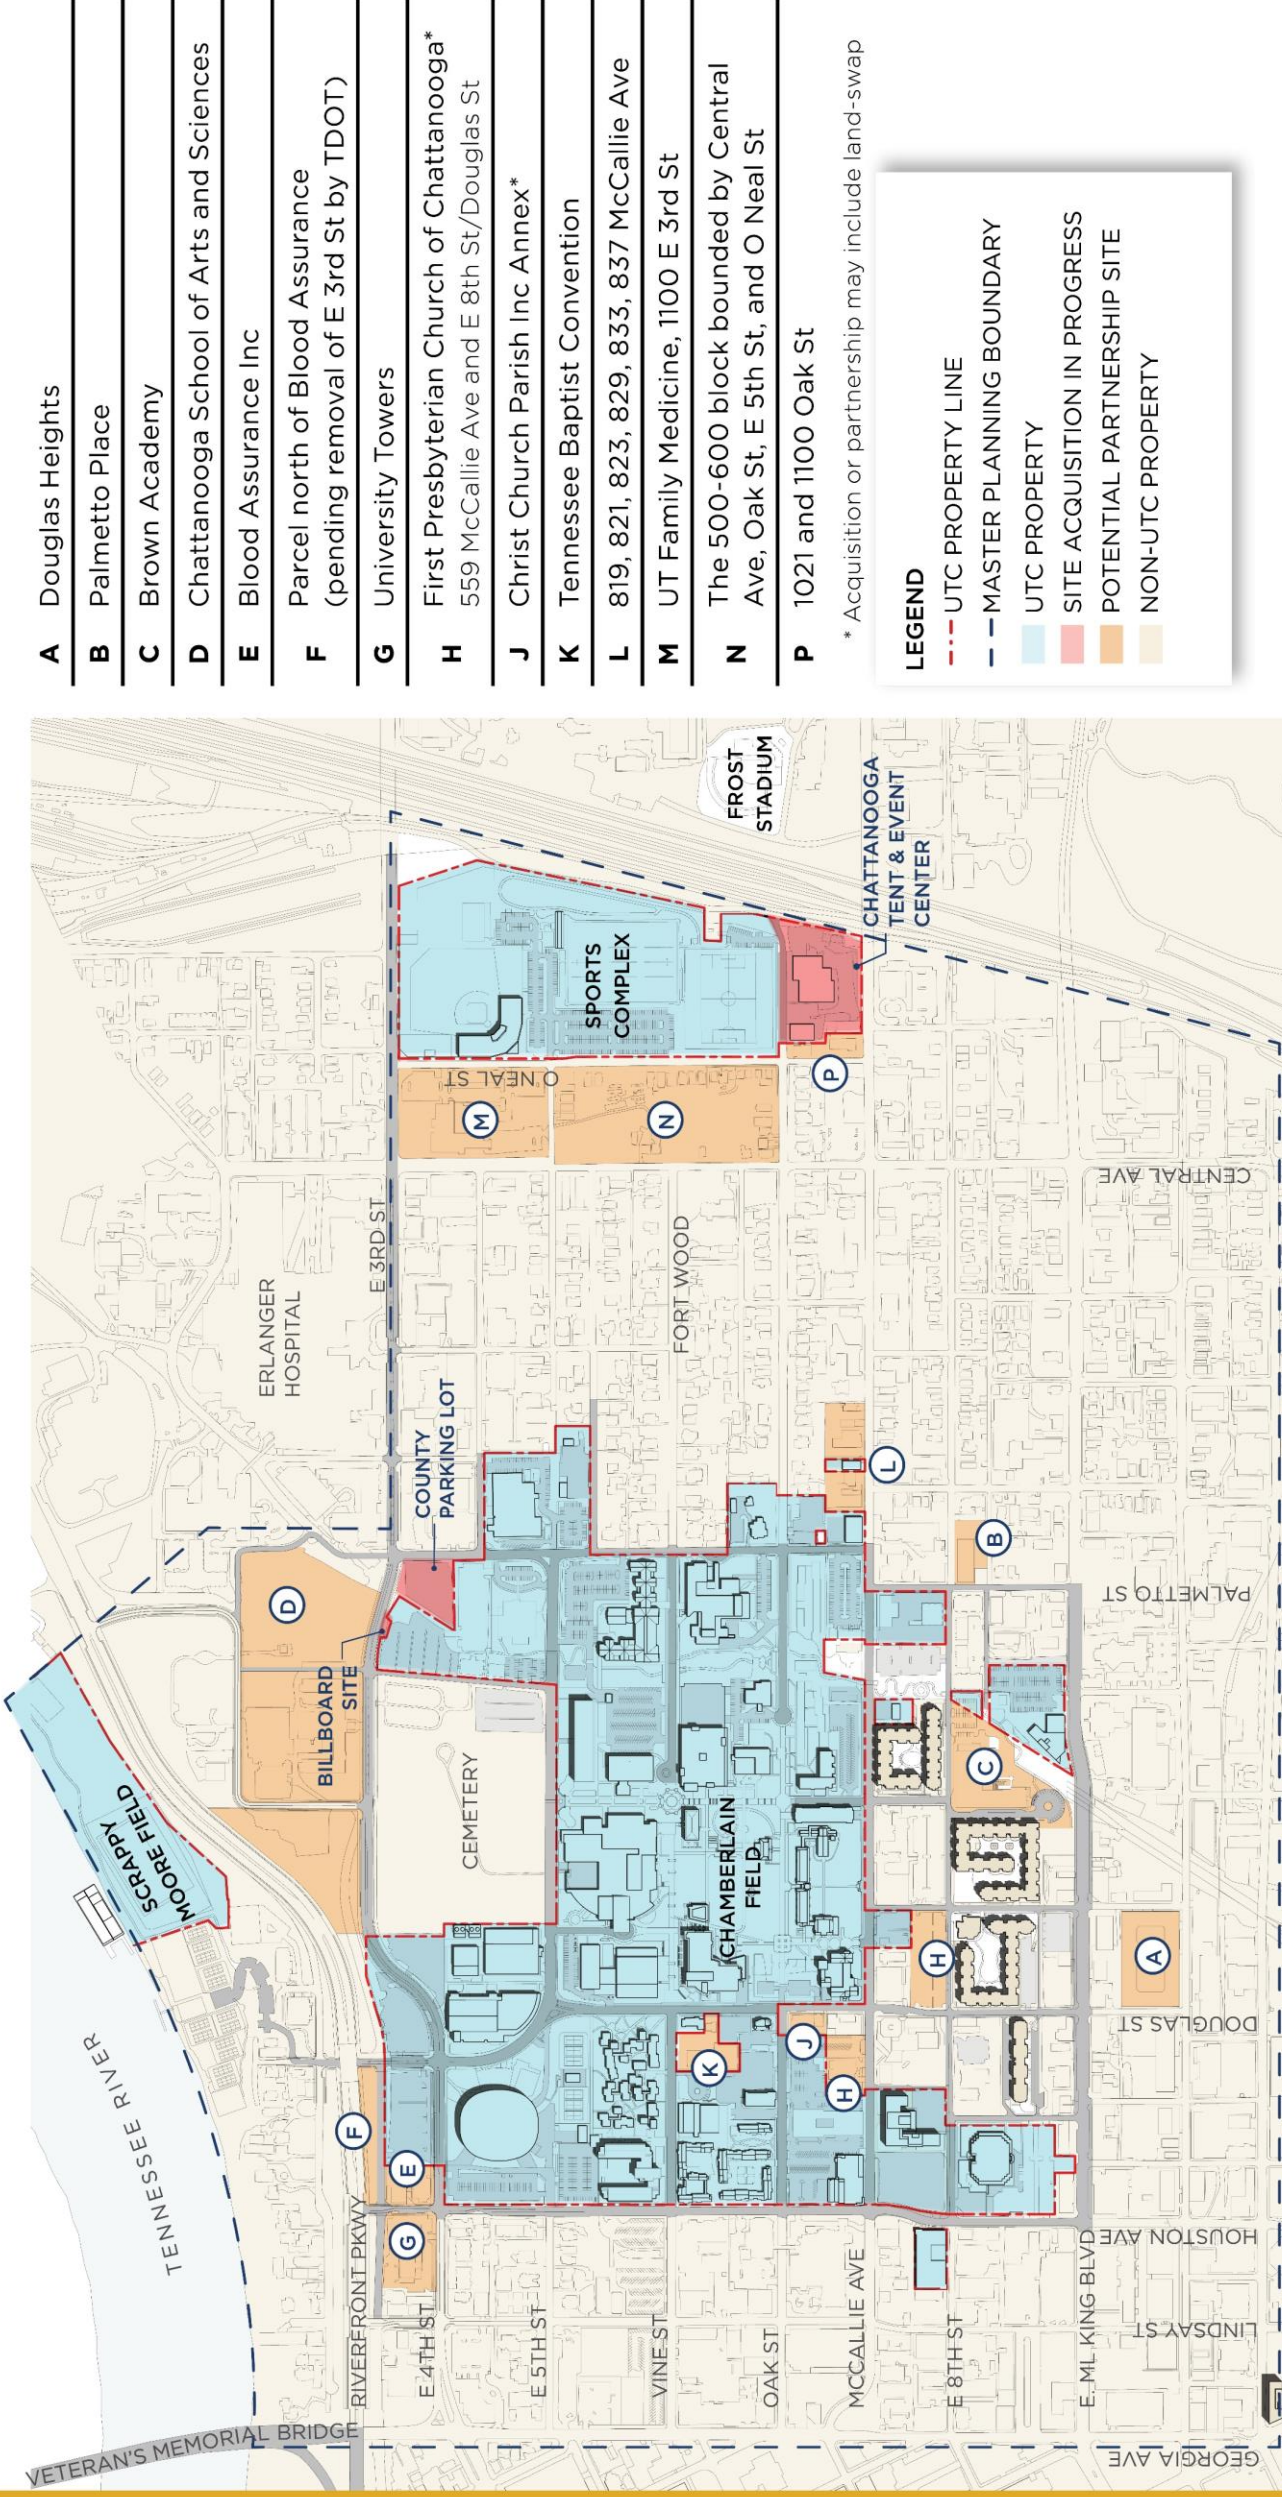 VETERAN'S MEMORIAL BRIDGE
TENNESSEE RIVER
SCRAPPY
MOORE FIELD
ERLANGER
HOSPITAL
RIVERFRONT PKWY
E 3RD ST
E 4TH ST
E 5TH ST
VINE ST
OAK ST
MCCALLIE AVE
E 8TH ST
E. ML KING BLVD
GEORGIA AVE
LINDSAY ST
HOUSTON AVE
DOUGLAS ST
PALMETTO ST
CENTRAL AVE
O NEAL ST
BILLBOARD
SITE
COUNTY
PARKING LOT
CEMETERY
CHAMBERLAIN
FIELD
FORT WOOD
SPORTS
COMPLEX
FROST
STADIUM
CHATTANOOGA
TENT & EVENT
CENTER
G
F
E
D
M
N
P
K
J
H
H
L
B
C
A
A Douglas Heights
B Palmetto Place
C Brown Academy
D Chattanooga School of Arts and Sciences
E Blood Assurance Inc
F Parcel north of Blood Assurance
(pending removal of E 3rd St by TDOT)
G University Towers
H First Presbyterian Church of Chattanooga*
559 McCallie Ave and E 8th St/Douglas St
J Christ Church Parish Inc Annex*
K Tennessee Baptist Convention
L 819, 821, 823, 829, 833, 837 McCallie Ave
M UT Family Medicine, 1100 E 3rd St
N The 500-600 block bounded by Central
Ave, Oak St, E 5th St, and O Neal St
P 1021 and 1100 Oak St
* Acquisition or partnership may include land-swap
LEGEND
UTC PROPERTY LINE
MASTER PLANNING BOUNDARY
UTC PROPERTY
SITE ACQUISITION IN PROGRESS
POTENTIAL PARTNERSHIP SITE
NON-UTC PROPERTY